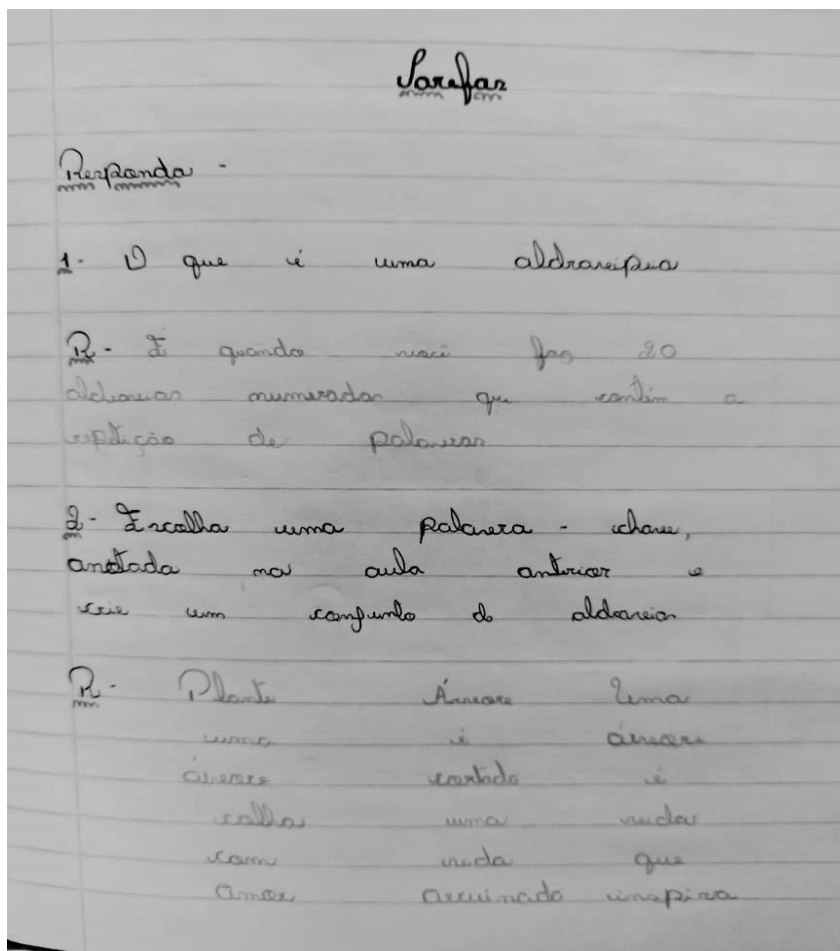 Tarefas
Responda -
1 - O que é uma aldraveipeia
R - É quando você faz 20
aldravias numeradas que contém a
repetição de palavras
2 - Escolha uma palavra - chave,
anotada na aula anterior e
crie um conjunto de aldravias
R - Plante Árvore Uma
uma é árvore
árvore cortada é
colha uma vida
com vida que
amor arruinada inspira